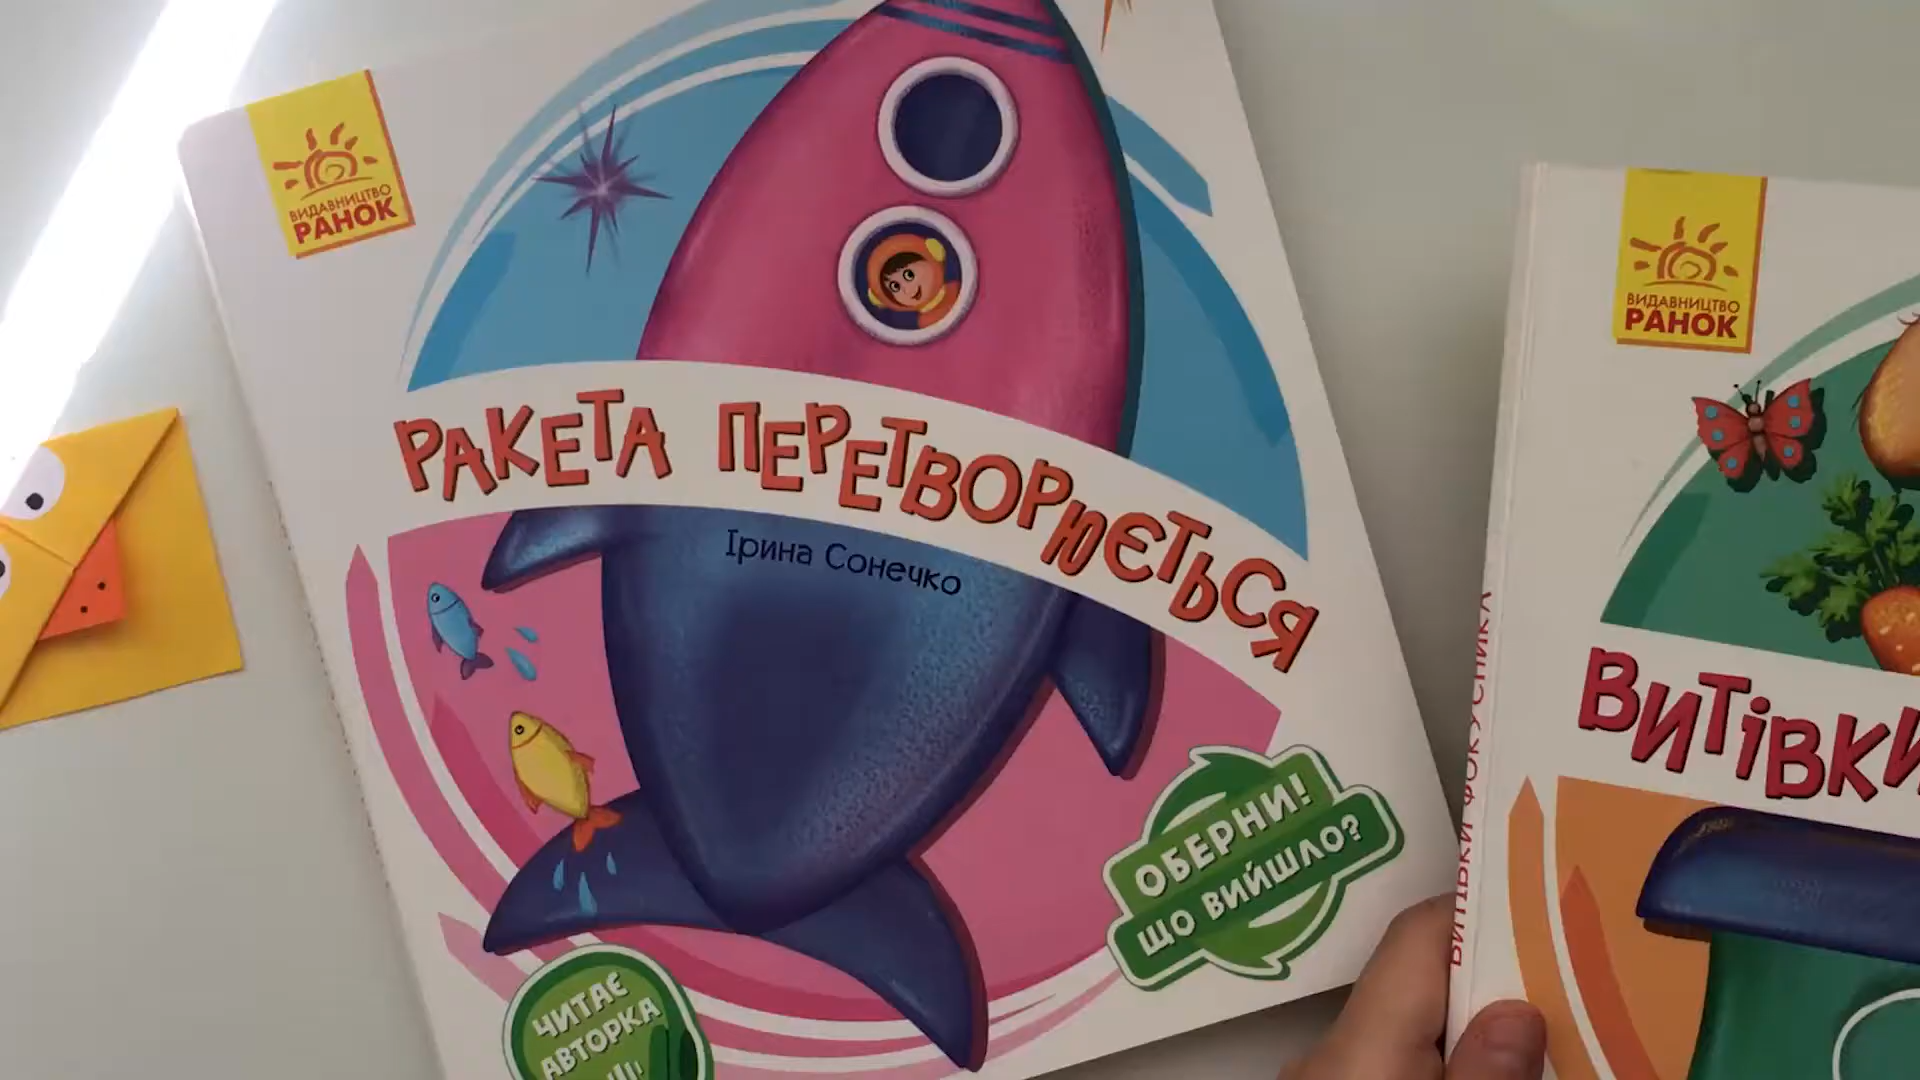 ВИДАВНИЦТВО
РАНОК
РАКЕТА ПЕРЕТВОРЮЄТЬСЯ
Ірина Сонечко
ОБЕРНИ!
ЩО ВИЙШЛО?
ЧИТАЄ
АВТОРКА
ВИТІВКИ ФОКУСНИКА
ВИДАВНИЦТВО
РАНОК
ВИТІВКИ